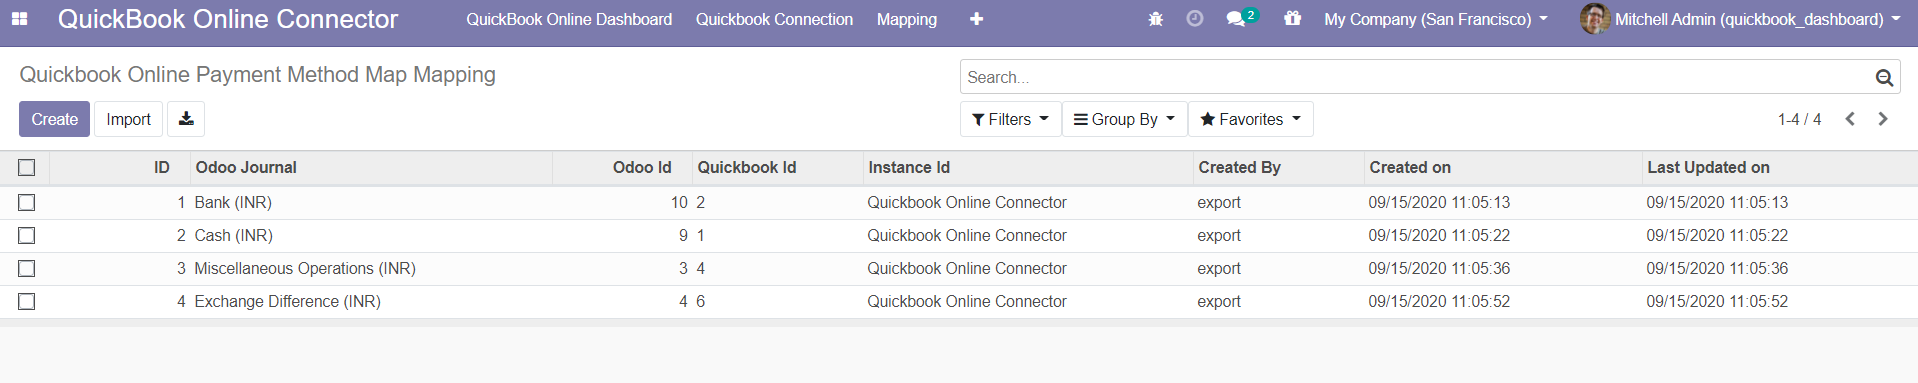 QuickBook Online Connector QuickBook Online Dashboard Quickbook Connection Mapping 2 My Company (San Francisco) Mitchell Admin (quickbook_dashboard)
Quickbook Online Payment Method Map Mapping Search...
Create Import Filters Group By Favorites 1-4 / 4
ID Odoo Journal Odoo Id Quickbook Id Instance Id Created By Created on Last Updated on
1 Bank (INR) 10 2 Quickbook Online Connector export 09/15/2020 11:05:13 09/15/2020 11:05:13
2 Cash (INR) 9 1 Quickbook Online Connector export 09/15/2020 11:05:22 09/15/2020 11:05:22
3 Miscellaneous Operations (INR) 3 4 Quickbook Online Connector export 09/15/2020 11:05:36 09/15/2020 11:05:36
4 Exchange Difference (INR) 4 6 Quickbook Online Connector export 09/15/2020 11:05:52 09/15/2020 11:05:52